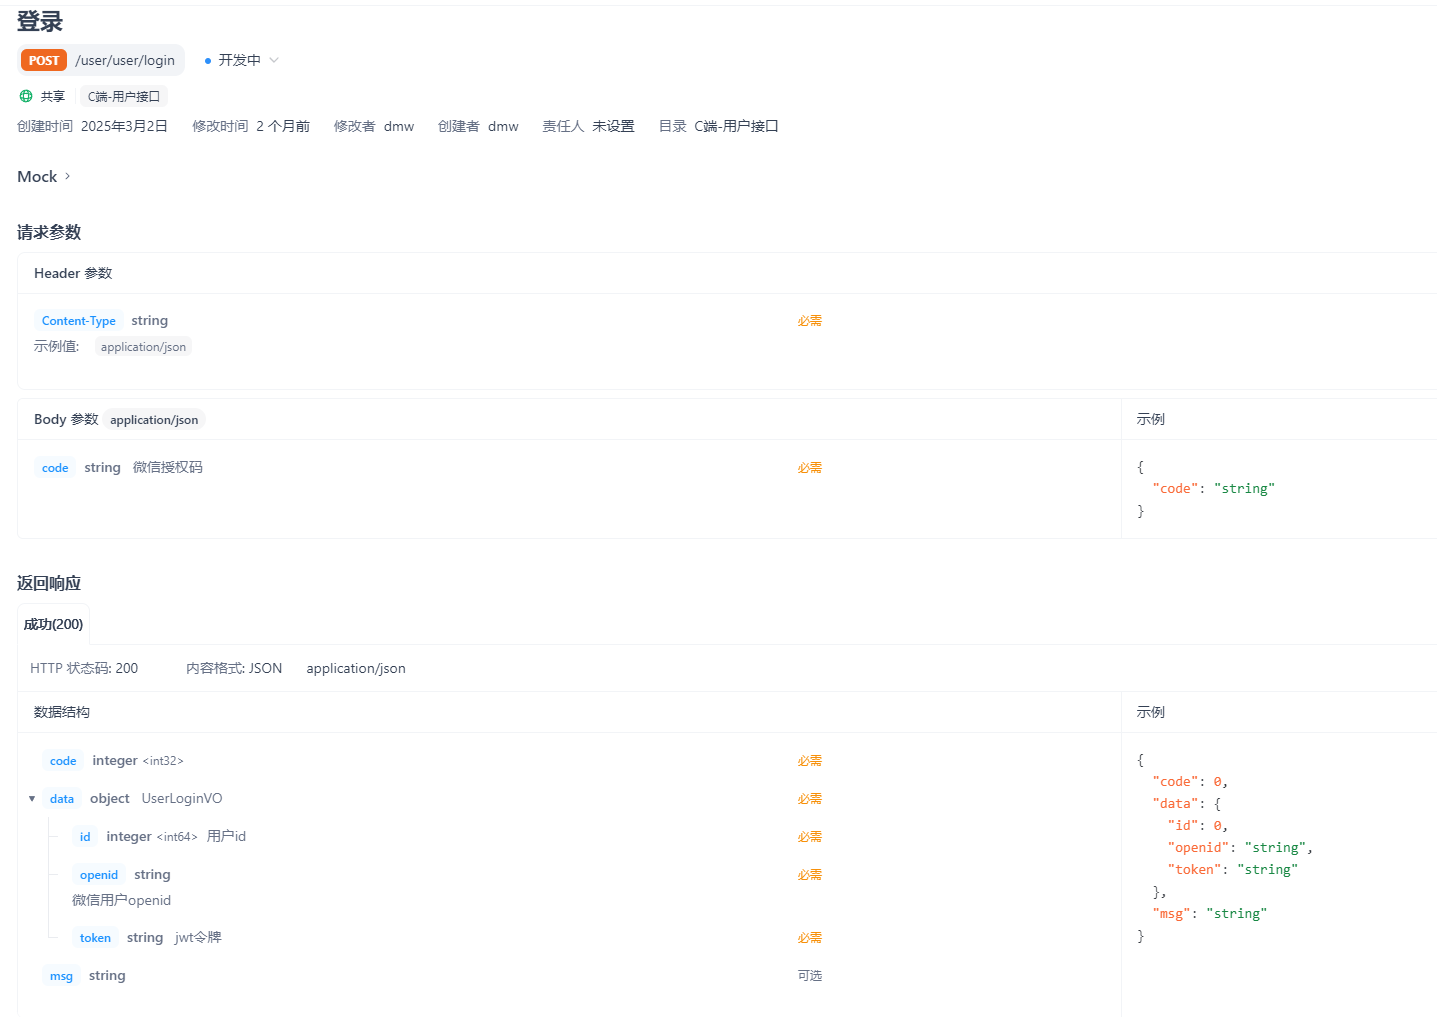 登录
POST /user/user/login 开发中
共享 C端-用户接口
创建时间 2025年3月2日 修改时间 2 个月前 修改者 dmw 创建者 dmw 责任人 未设置 目录 C端-用户接口
Mock
请求参数
Header 参数
Content-Type string 必需
示例值: application/json
Body 参数 application/json 示例
code string 微信授权码 必需
{
"code": "string"
}
返回响应
成功(200)
HTTP 状态码: 200 内容格式: JSON application/json
数据结构 示例
code integer <int32> 必需 {
"code": 0,
data object UserLoginVO 必需 "data": {
"id": 0,
id integer <int64> 用户id 必需
"openid": "string",
openid string 必需 "token": "string"
微信用户openid },
"msg": "string"
token string jwt令牌 必需 }
msg string 可选